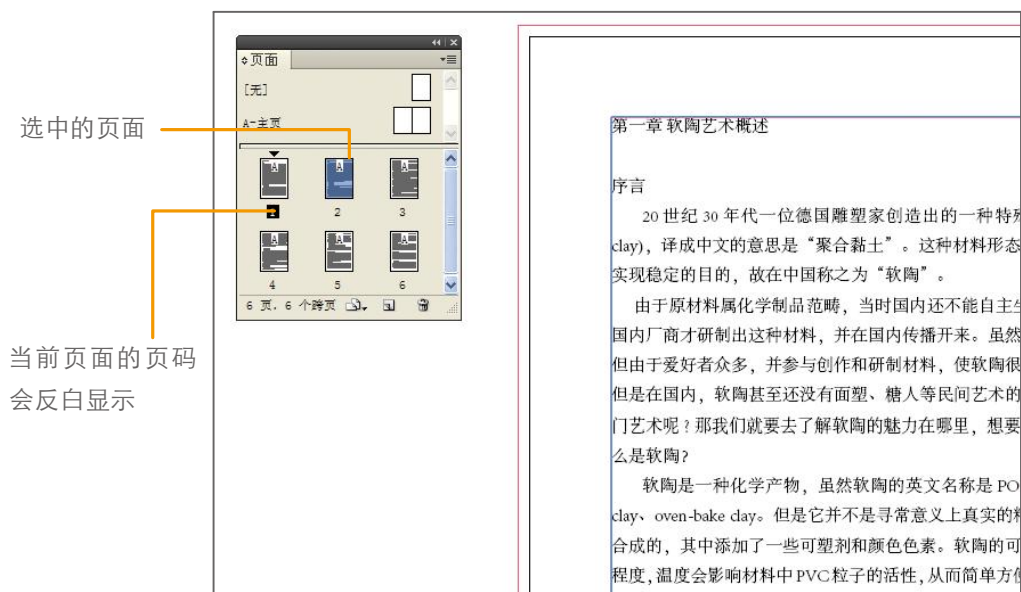 页面
[无]
A-主页
选中的页面
A
A
A
1
2
3
A
A
A
4
5
6
6 页, 6 个跨页
当前页面的页码
会反白显示
第一章 软陶艺术概述
序言
20 世纪 30 年代一位德国雕塑家创造出的一种特殊
clay)，译成中文的意思是“聚合黏土”。这种材料形态
实现稳定的目的，故在中国称之为“软陶”。
由于原材料属化学制品范畴，当时国内还不能自主生
国内厂商才研制出这种材料，并在国内传播开来。虽然
但由于爱好者众多，并参与创作和研制材料，使软陶很
但是在国内，软陶甚至还没有面塑、糖人等民间艺术的
门艺术呢？那我们就要去了解软陶的魅力在哪里，想要
么是软陶?
软陶是一种化学产物，虽然软陶的英文名称是 PO
clay、oven-bake clay。但是它并不是寻常意义上真实的
合成的，其中添加了一些可塑剂和颜色色素。软陶的可
程度，温度会影响材料中 PVC 粒子的活性，从而简单方便